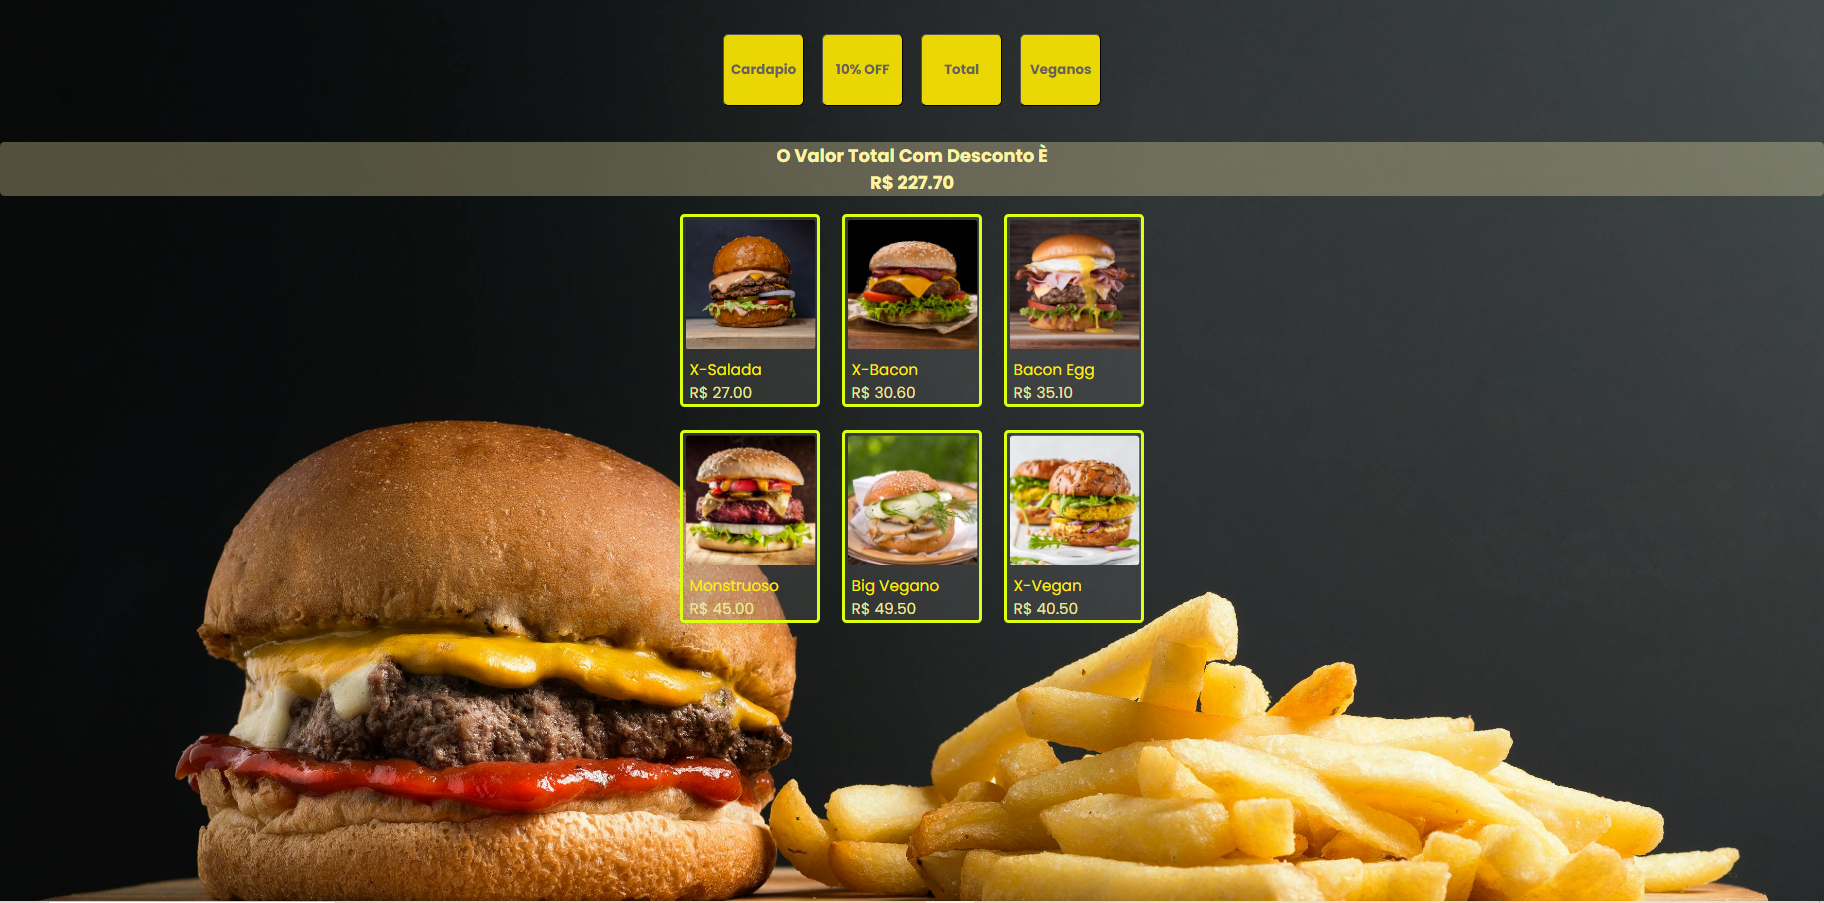 Cardapio
10% OFF
Total
Veganos
O Valor Total Com Desconto È
R$ 227.70
X-Salada
R$ 27.00
X-Bacon
R$ 30.60
Bacon Egg
R$ 35.10
Monstruoso
R$ 45.00
Big Vegano
R$ 49.50
X-Vegan
R$ 40.50